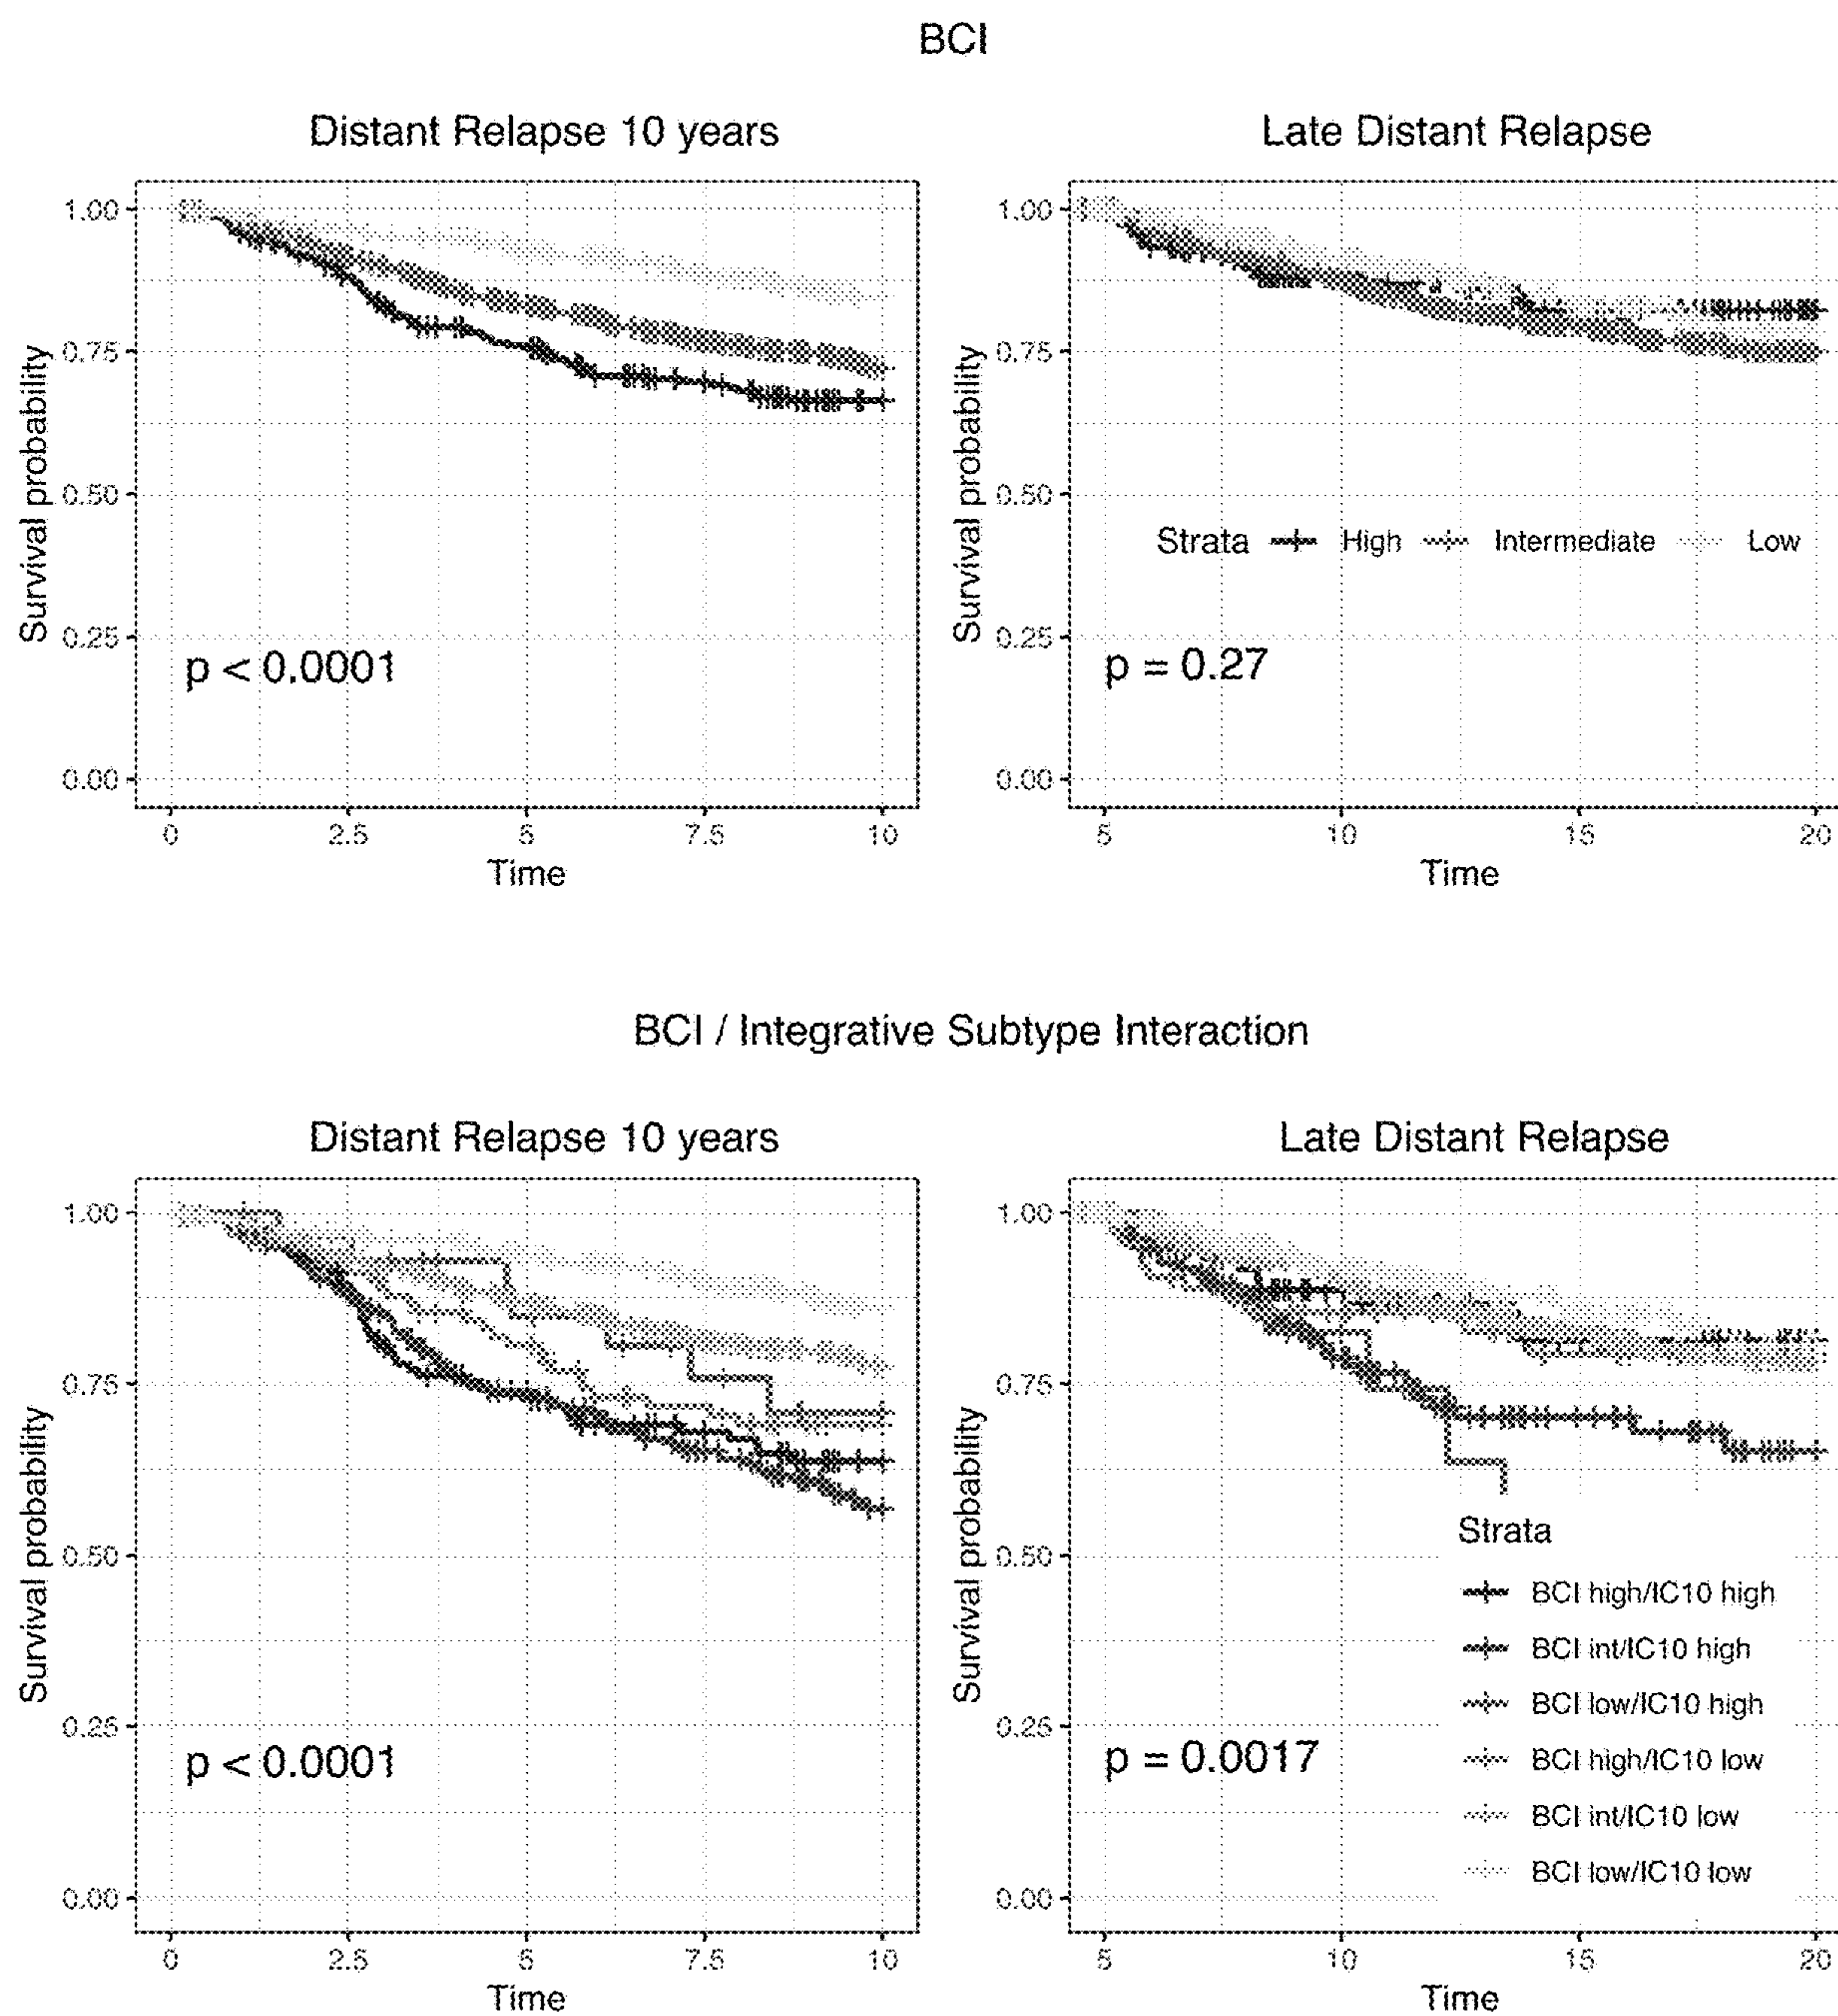 BCI
Distant Relapse 10 years
Late Distant Relapse
Survival probability
1.00
0.75
0.50
0.25
0.00
p < 0.0001
0 2.5 5 7.5 10
Time
Survival probability
1.00
0.75
0.50
0.25
0.00
Strata High Intermediate Low
p = 0.27
5 10 15 20
Time
BCI / Integrative Subtype Interaction
Distant Relapse 10 years
Late Distant Relapse
Survival probability
1.00
0.75
0.50
0.25
0.00
p < 0.0001
0 2.5 5 7.5 10
Time
Survival probability
1.00
0.75
0.50
0.25
0.00
Strata
BCI high/IC10 high
BCI int/IC10 high
BCI low/IC10 high
BCI high/IC10 low
BCI int/IC10 low
BCI low/IC10 low
p = 0.0017
5 10 15 20
Time